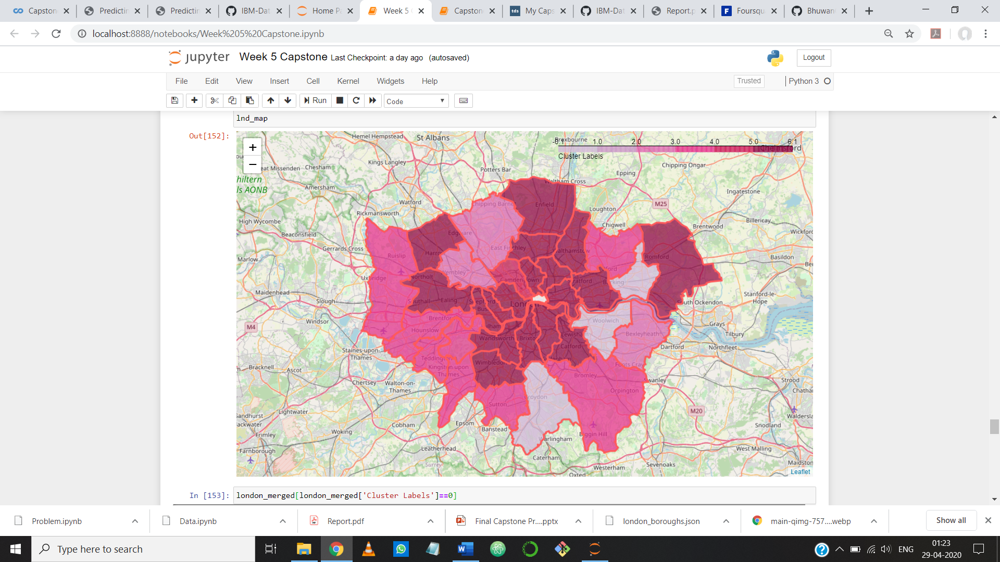 Capston
Predictin
Predictin
IBM-Dat
Home Pa
Week 5
Capston
tds My Caps
IBM-Dat
Report.p
Foursqu
Bhuwan
localhost:8888/notebooks/Week%205%20Capstone.ipynb
jupyter Week 5 Capstone Last Checkpoint: a day ago (autosaved)
Logout
File Edit View Insert Cell Kernel Widgets Help
Trusted
Python 3
Run
Code
lnd_map
Out[152]:
+
−
-0.1 1.0 2.0 3.0 4.0 5.0 6.1
Cluster Labels
Hemel Hempstead
St Albans
Broxbourne
Chelmsford
Kings Langley
Chipping Ongar
eat Missenden
Chesham
Potters Bar
Epping
hiltern
ls AONB
Amersham
Waltham Cross
Ingatestone
Watford
Chipping Barne
Enfield
M25
Loughton
Rickmansworth
High Wycombe
Chigwell
Brentwood
Billericay
Wickford
Beaconsfield
Edgware
Gerrards Cross
East Finchley
Walthamstow
Marlow
Ruislip
Harro
Romford
Basildon
Wembley
Uxbridge
Northolt
Camden Town
Stratford
Maidenhead
Slough
Southall
Ealing
London
South Ockendon
Stanford-le-
Hope
Windsor
Brentford
Woolwich
Grays
M4
Hounslow
Bexleyheath
Tilbury
Wandsworth
Brixton
Lewisham
Catford
Dartford
Northfleet
Staines-upon-
Thames
Teddington
Wimbledon
Bracknell
Ascot
Kingston upon
Thames
Foots Cray
Bromley
Chertsey
Walton-on-
Thames
Orpington
Swanley
Strood
Chatha
Croydon
Sutton
M20
Lightwater
Sandhurst
ackwater
Waldersla
Epsom
Banstead
Biggin Hill
Cobham
Snodland
Frimley
Woking
Warlingham
Farnborough
Leatherhead
West Malling
Caterham
Surrey
Sevenoaks
Westerham
Maidston
Oxted
Leaflet
In [153]:
london_merged[london_merged['Cluster Labels']==0]
Problem.ipynb
Data.ipynb
Report.pdf
Final Capstone Pr....pptx
london_boroughs.json
main-qimg-757....webp
Show all
Type here to search
ENG
01:23
29-04-2020